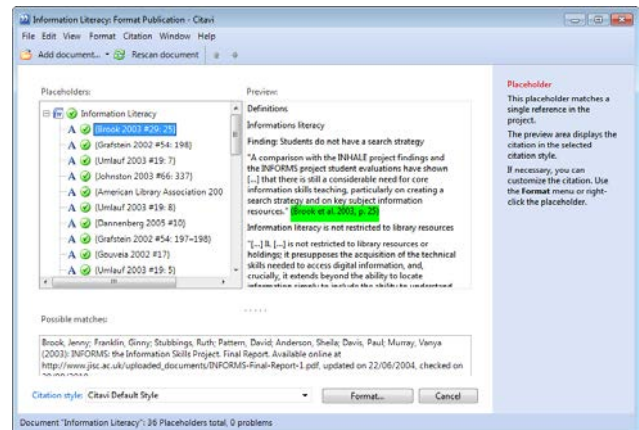 Information Literacy: Format Publication - Citavi
File Edit View Format Citation Window Help
Add document... Rescan document
Placeholders:
Information Literacy
{Brook 2003 #29: 25}
{Grafstein 2002 #54: 198}
{Umlauf 2003 #19: 7}
{Johnston 2003 #66: 337}
{American Library Association 200
{Umlauf 2003 #19: 8}
{Dannenberg 2005 #10}
{Grafstein 2002 #54: 197–198}
{Gouveia 2002 #17}
{Umlauf 2003 #19: 5}
Preview:
Definitions
Informations literacy
Finding: Students do not have a search strategy
"A comparison with the INHALE project findings and
the INFORMS project student evaluations have shown
[...] that there is still a considerable need for core
information skills teaching, particularly on creating a
search strategy and on key subject information
resources." (Brook et al. 2003, p. 25)
Information literacy is not restricted to library resources
"[...] IL [...] is not restricted to library resources or
holdings; it presupposes the acquisition of the technical
skills needed to access digital information, and,
crucially, it extends beyond the ability to locate
information simply to include the ability to understand
Placeholder
This placeholder matches a
single reference in the
project.
The preview area displays the
citation in the selected
citation style.
If necessary, you can
customize the citation. Use
the Format menu or right-
click the placeholder.
Possible matches:
Brook, Jenny; Franklin, Ginny; Stubbings, Ruth; Pattern, David; Anderson, Sheila; Davis, Paul; Murray, Vanya
(2003): INFORMS: the Information Skills Project. Final Report. Available online at
http://www.jisc.ac.uk/uploaded_documents/INFORMS-Final-Report-1.pdf, updated on 22/06/2004, checked on
Citation style: Citavi Default Style
Format...
Cancel
Document "Information Literacy": 36 Placeholders total, 0 problems